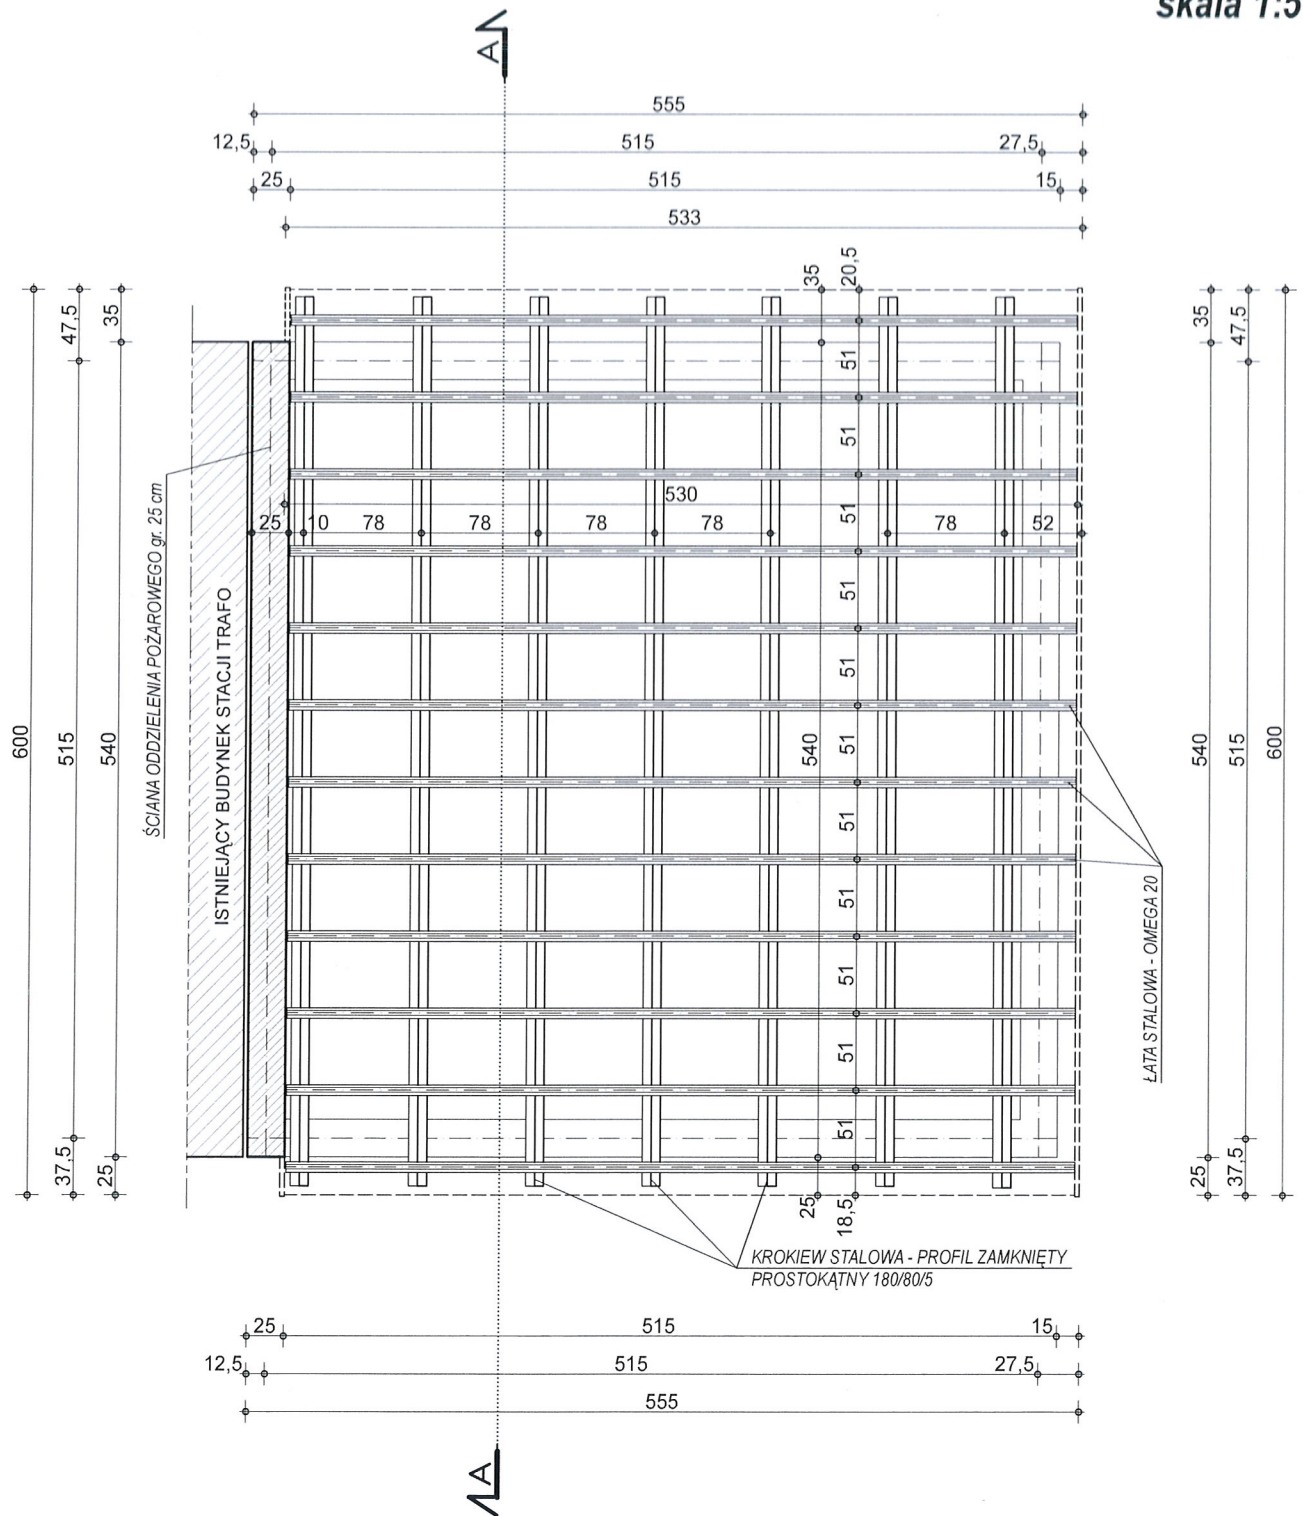 skala 1:5
A
555
12,5 515 27,5
25 515 15
533
35 20,5
47,5 35
35 47,5
51
51
530
51
25 10 78 78 78 78 78 52
51
51
600 515 540
540 51
540 515 600
51
51
51
51
51
37,5 25
25 18,5
25 37,5
ŚCIANA ODDZIELENIA POŻAROWEGO gr. 25 cm
ISTNIEJĄCY BUDYNEK STACJI TRAFO
ŁATA STALOWA - OMEGA 20
KROKIEW STALOWA - PROFIL ZAMKNIĘTY
PROSTOKĄTNY 180/80/5
25 515 15
12,5 515 27,5
555
A